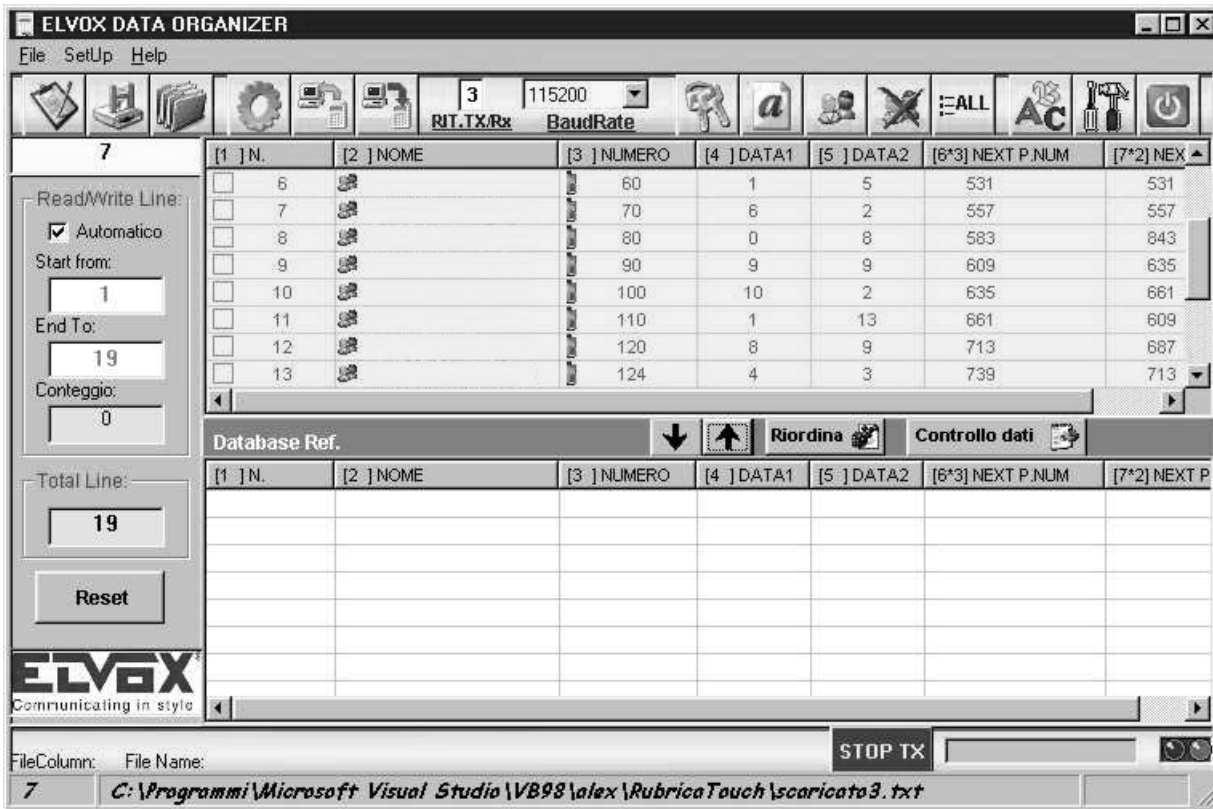 ELVOX DATA ORGANIZER
File SetUp Help
3 115200
RIT.TX/Rx BaudRate
a
ALL
AC
7
[1 ] N. [2 ] NOME [3 ] NUMERO [4 ] DATA1 [5 ] DATA2 [6*3] NEXT P.NUM [7*2] NEX
6 60 1 5 531 531
7 70 6 2 557 557
8 80 0 8 583 843
9 90 9 9 609 635
10 100 10 2 635 661
11 110 1 13 661 609
12 120 8 9 713 687
13 124 4 3 739 713
Read/Write Line:
Automatico
Start from:
1
End To:
19
Conteggio:
0
Database Ref. Riordina Controllo dati
[1 ] N. [2 ] NOME [3 ] NUMERO [4 ] DATA1 [5 ] DATA2 [6*3] NEXT P.NUM [7*2] NEXT P
Total Line:
19
Reset
ELVOX
Communicating in style
STOP TX
FileColumn: File Name:
7 C:\Programmi\Microsoft Visual Studio\VB98\alex\RubricaTouch\scaricato3.txt